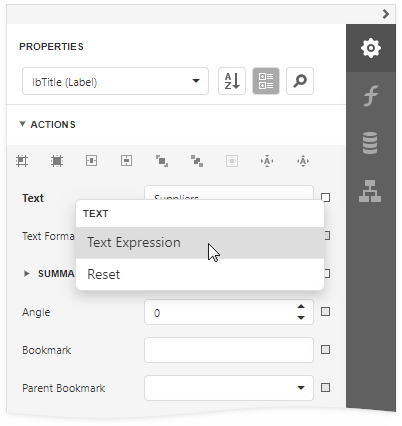 PROPERTIES
lbTitle (Label)
A Z
ACTIONS
A A
Text Suppliers
TEXT
Text Forma
Text Expression
SUMMA
Reset
Angle 0
Bookmark
Parent Bookmark